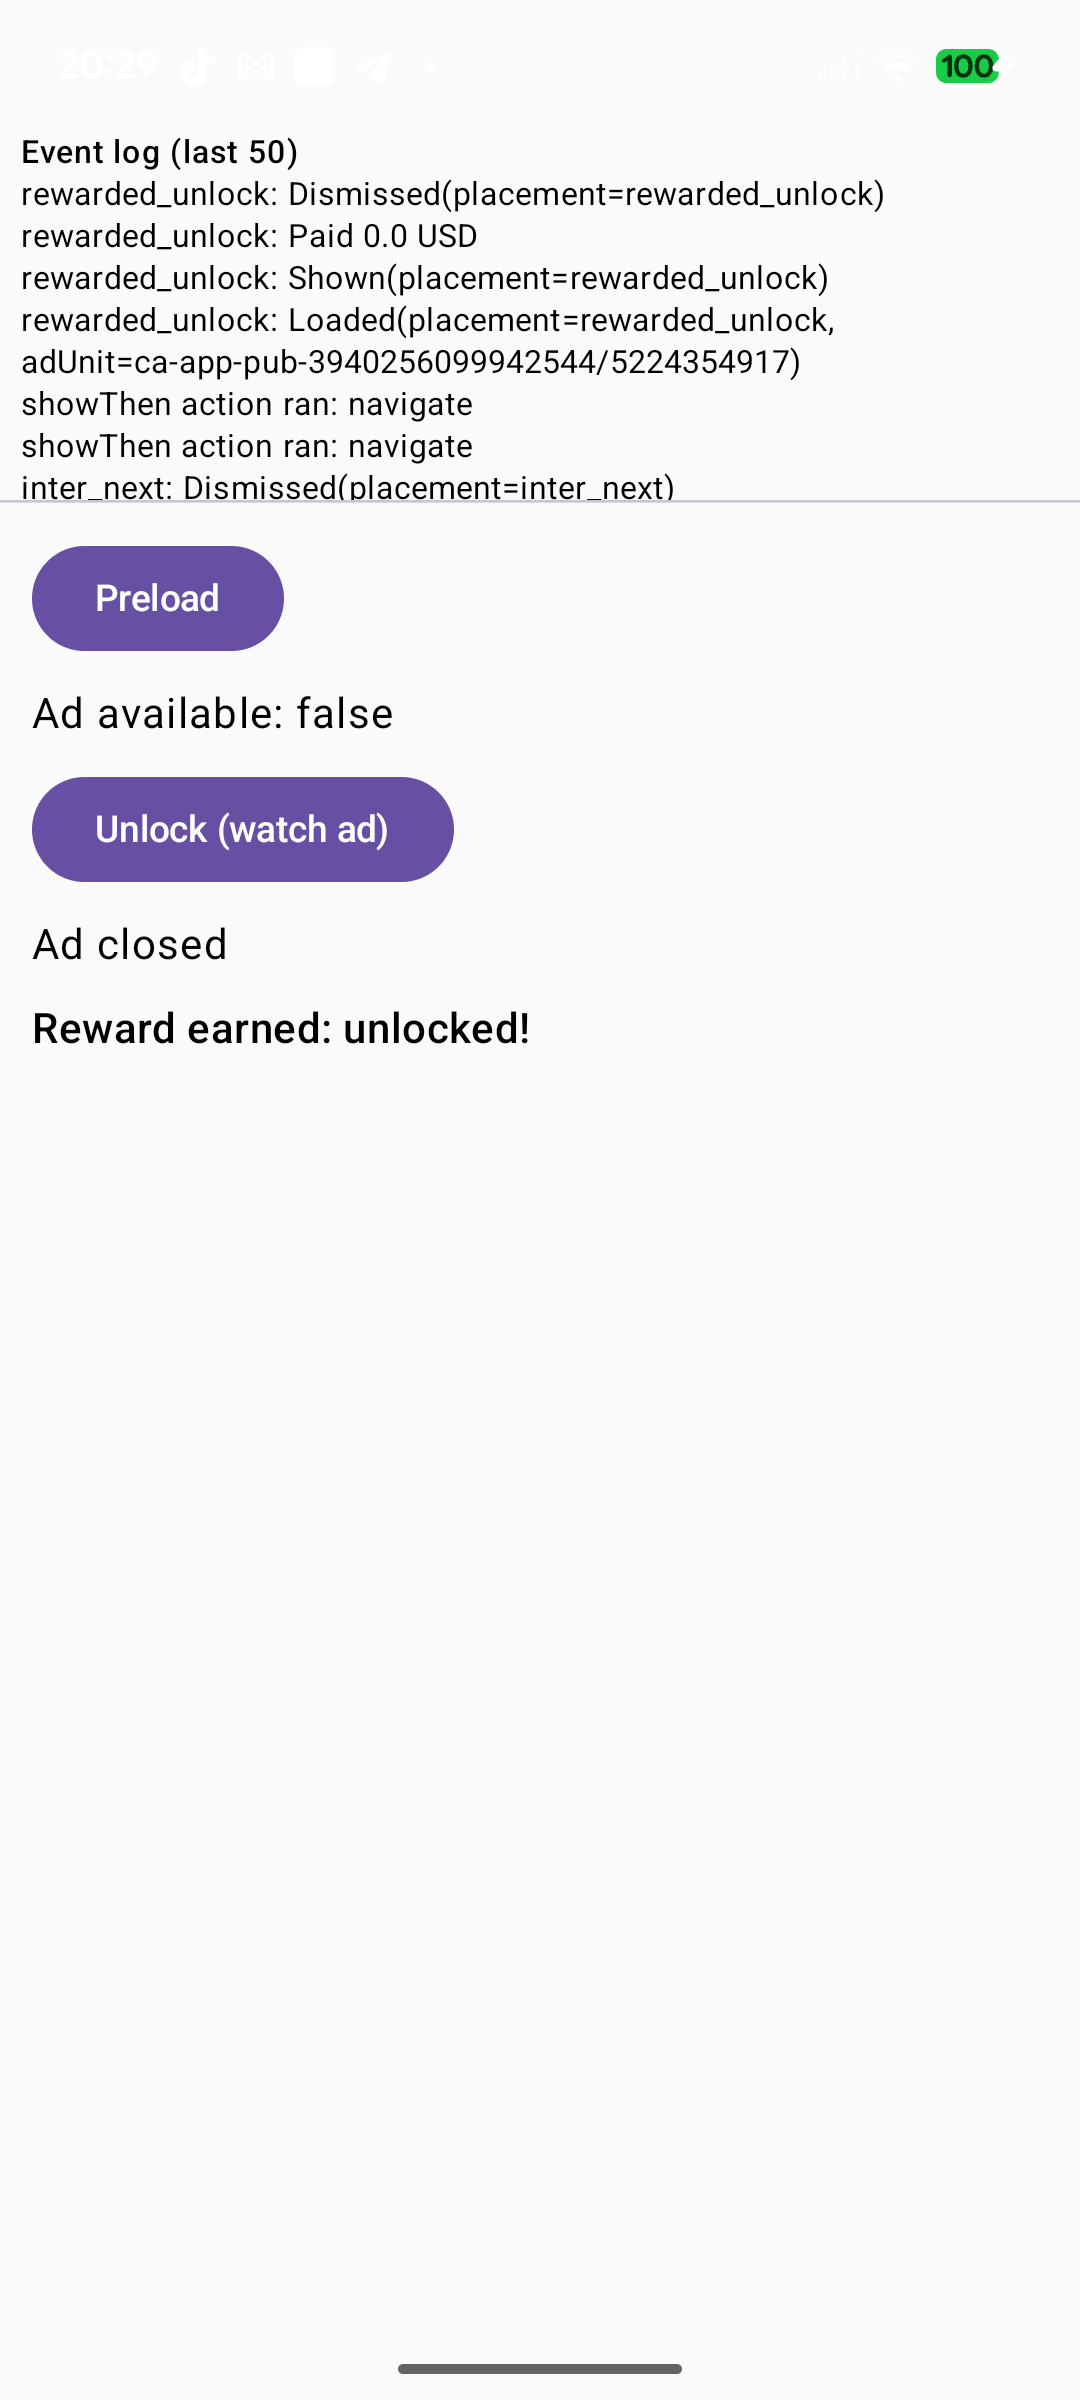 20:29
100
Event log (last 50)
rewarded_unlock: Dismissed(placement=rewarded_unlock)
rewarded_unlock: Paid 0.0 USD
rewarded_unlock: Shown(placement=rewarded_unlock)
rewarded_unlock: Loaded(placement=rewarded_unlock,
adUnit=ca-app-pub-3940256099942544/5224354917)
showThen action ran: navigate
showThen action ran: navigate
inter_next: Dismissed(placement=inter_next)
Preload
Ad available: false
Unlock (watch ad)
Ad closed
Reward earned: unlocked!